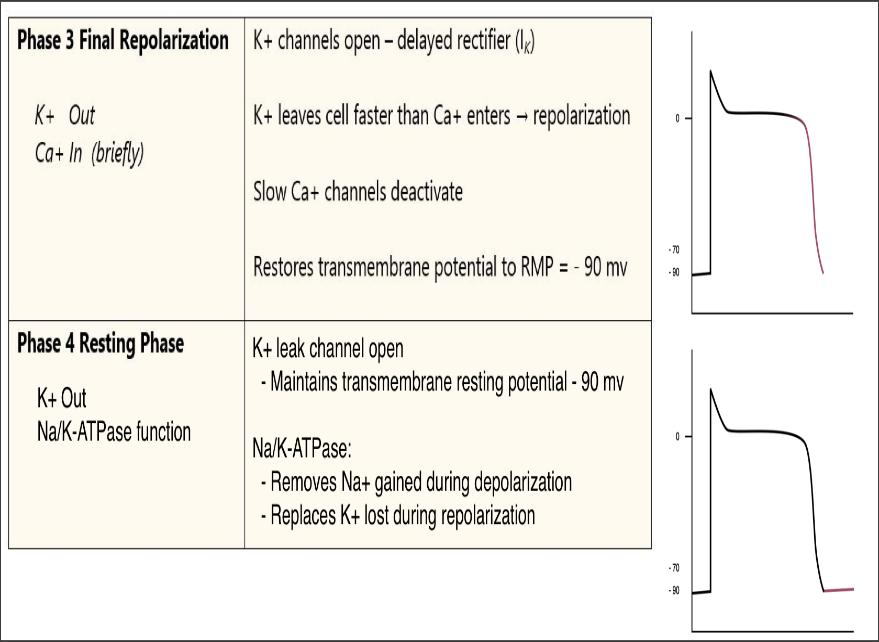 Phase 3 Final Repolarization
K+ Out
Ca+ In (briefly)
K+ channels open – delayed rectifier (IK)
K+ leaves cell faster than Ca+ enters → repolarization
Slow Ca+ channels deactivate
Restores transmembrane potential to RMP = - 90 mv
0
- 70
- 90
Phase 4 Resting Phase
K+ Out
Na/K-ATPase function
K+ leak channel open
- Maintains transmembrane resting potential - 90 mv
Na/K-ATPase:
- Removes Na+ gained during depolarization
- Replaces K+ lost during repolarization
0
- 70
- 90